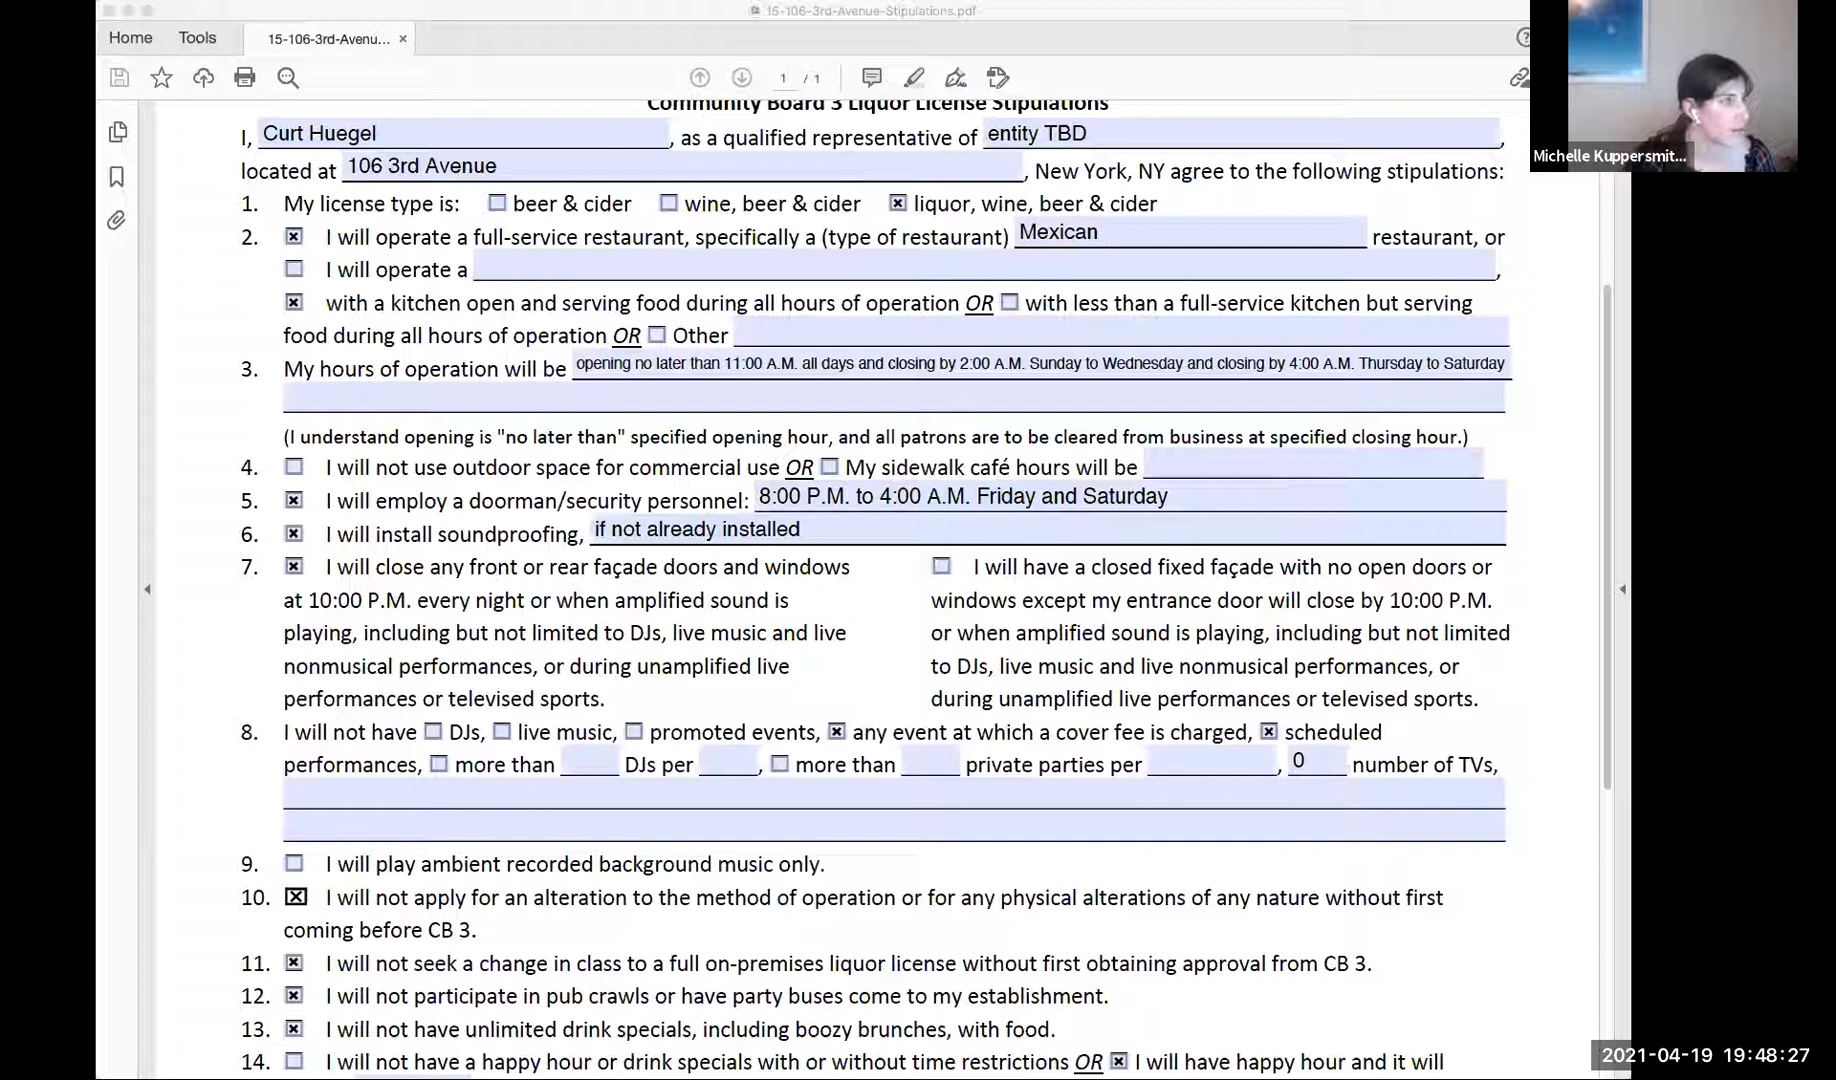 15-106-3rd-Avenue-Stipulations.pdf
Home Tools 15-106-3rd-Avenu... ×
1 / 1
Community Board 3 Liquor License Stipulations
I, Curt Huegel, as a qualified representative of entity TBD,
located at 106 3rd Avenue, New York, NY agree to the following stipulations:
1. My license type is: beer & cider wine, beer & cider liquor, wine, beer & cider
2. I will operate a full-service restaurant, specifically a (type of restaurant) Mexican restaurant, or
I will operate a ,
with a kitchen open and serving food during all hours of operation OR with less than a full-service kitchen but serving
food during all hours of operation OR Other
3. My hours of operation will be opening no later than 11:00 A.M. all days and closing by 2:00 A.M. Sunday to Wednesday and closing by 4:00 A.M. Thursday to Saturday
(I understand opening is "no later than" specified opening hour, and all patrons are to be cleared from business at specified closing hour.)
4. I will not use outdoor space for commercial use OR My sidewalk café hours will be
5. I will employ a doorman/security personnel: 8:00 P.M. to 4:00 A.M. Friday and Saturday
6. I will install soundproofing, if not already installed
7. I will close any front or rear façade doors and windows
at 10:00 P.M. every night or when amplified sound is
playing, including but not limited to DJs, live music and live
nonmusical performances, or during unamplified live
performances or televised sports.
I will have a closed fixed façade with no open doors or
windows except my entrance door will close by 10:00 P.M.
or when amplified sound is playing, including but not limited
to DJs, live music and live nonmusical performances, or
during unamplified live performances or televised sports.
8. I will not have DJs, live music, promoted events, any event at which a cover fee is charged, scheduled
performances, more than DJs per , more than private parties per , 0 number of TVs,
9. I will play ambient recorded background music only.
10. I will not apply for an alteration to the method of operation or for any physical alterations of any nature without first
coming before CB 3.
11. I will not seek a change in class to a full on-premises liquor license without first obtaining approval from CB 3.
12. I will not participate in pub crawls or have party buses come to my establishment.
13. I will not have unlimited drink specials, including boozy brunches, with food.
14. I will not have a happy hour or drink specials with or without time restrictions OR I will have happy hour and it will
Michelle Kuppersmit...
2021-04-19 19:48:27